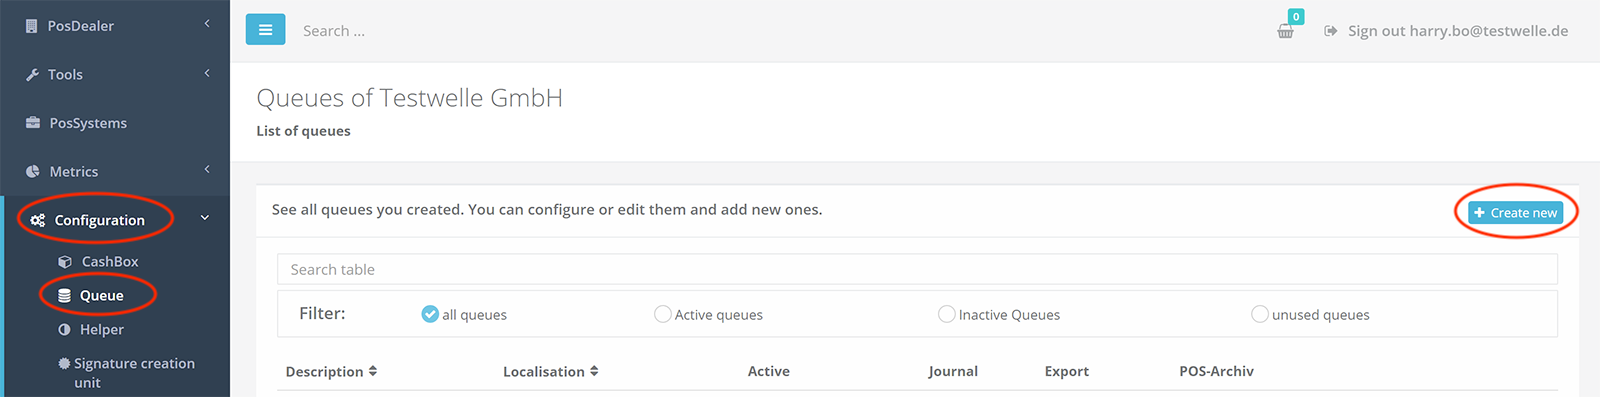 PosDealer
Tools
PosSystems
Metrics
Configuration
CashBox
Queue
Helper
Signature creation
unit
Search ...
0
Sign out harry.bo@testwelle.de
Queues of Testwelle GmbH
List of queues
See all queues you created. You can configure or edit them and add new ones.
+ Create new
Search table
Filter: all queues Active queues Inactive Queues unused queues
Description Localisation Active Journal Export POS-Archiv